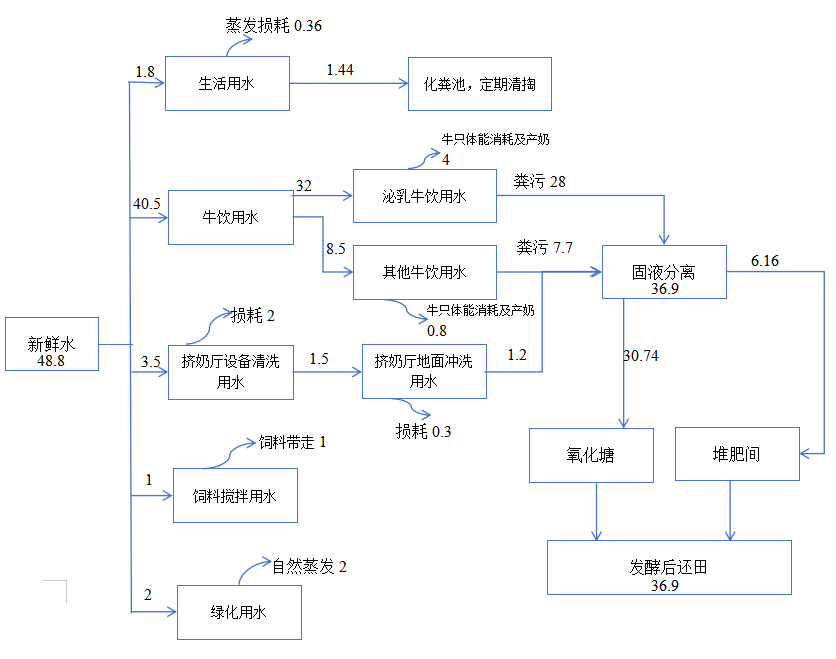 蒸发损耗 0.36
1.8
生活用水
1.44
化粪池，定期清掏
牛只体能消耗及产奶
4
40.5
牛饮用水
32
泌乳牛饮用水
粪污 28
8.5
其他牛饮用水
粪污 7.7
固液分离
36.9
6.16
牛只体能消耗及产奶
0.8
新鲜水
48.8
损耗 2
3.5
挤奶厅设备清洗
用水
1.5
挤奶厅地面冲洗
用水
1.2
30.74
损耗 0.3
饲料带走 1
1
饲料搅拌用水
氧化塘
堆肥间
自然蒸发 2
2
绿化用水
发酵后还田
36.9